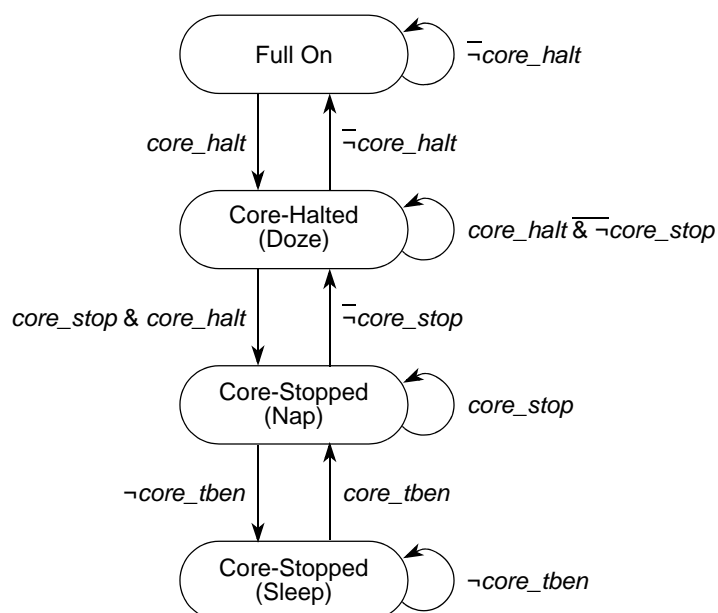 Full On
¬core_halt
core_halt
¬core_halt
Core-Halted
(Doze)
core_halt & ¬core_stop
core_stop & core_halt
¬core_stop
Core-Stopped
(Nap)
core_stop
¬core_tben
core_tben
Core-Stopped
(Sleep)
¬core_tben